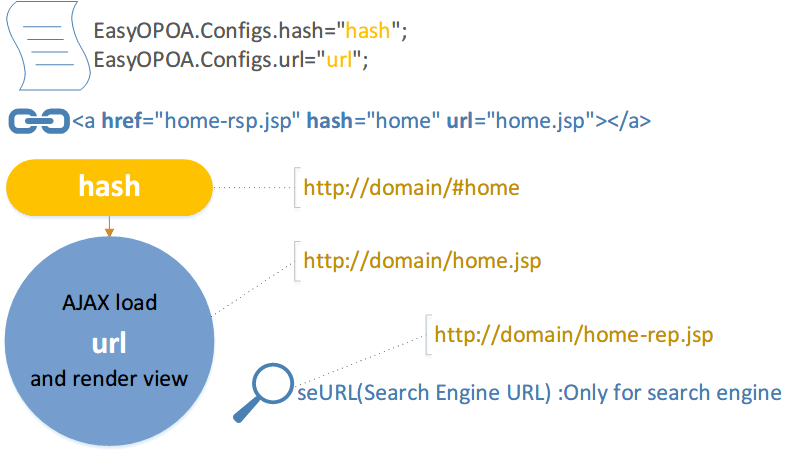 EasyOPOA.Configs.hash="hash";
EasyOPOA.Configs.url="url";
<a href="home-rsp.jsp" hash="home" url="home.jsp"></a>
hash
http://domain/#home
http://domain/home.jsp
AJAX load
url
and render view
http://domain/home-rep.jsp
seURL(Search Engine URL) :Only for search engine